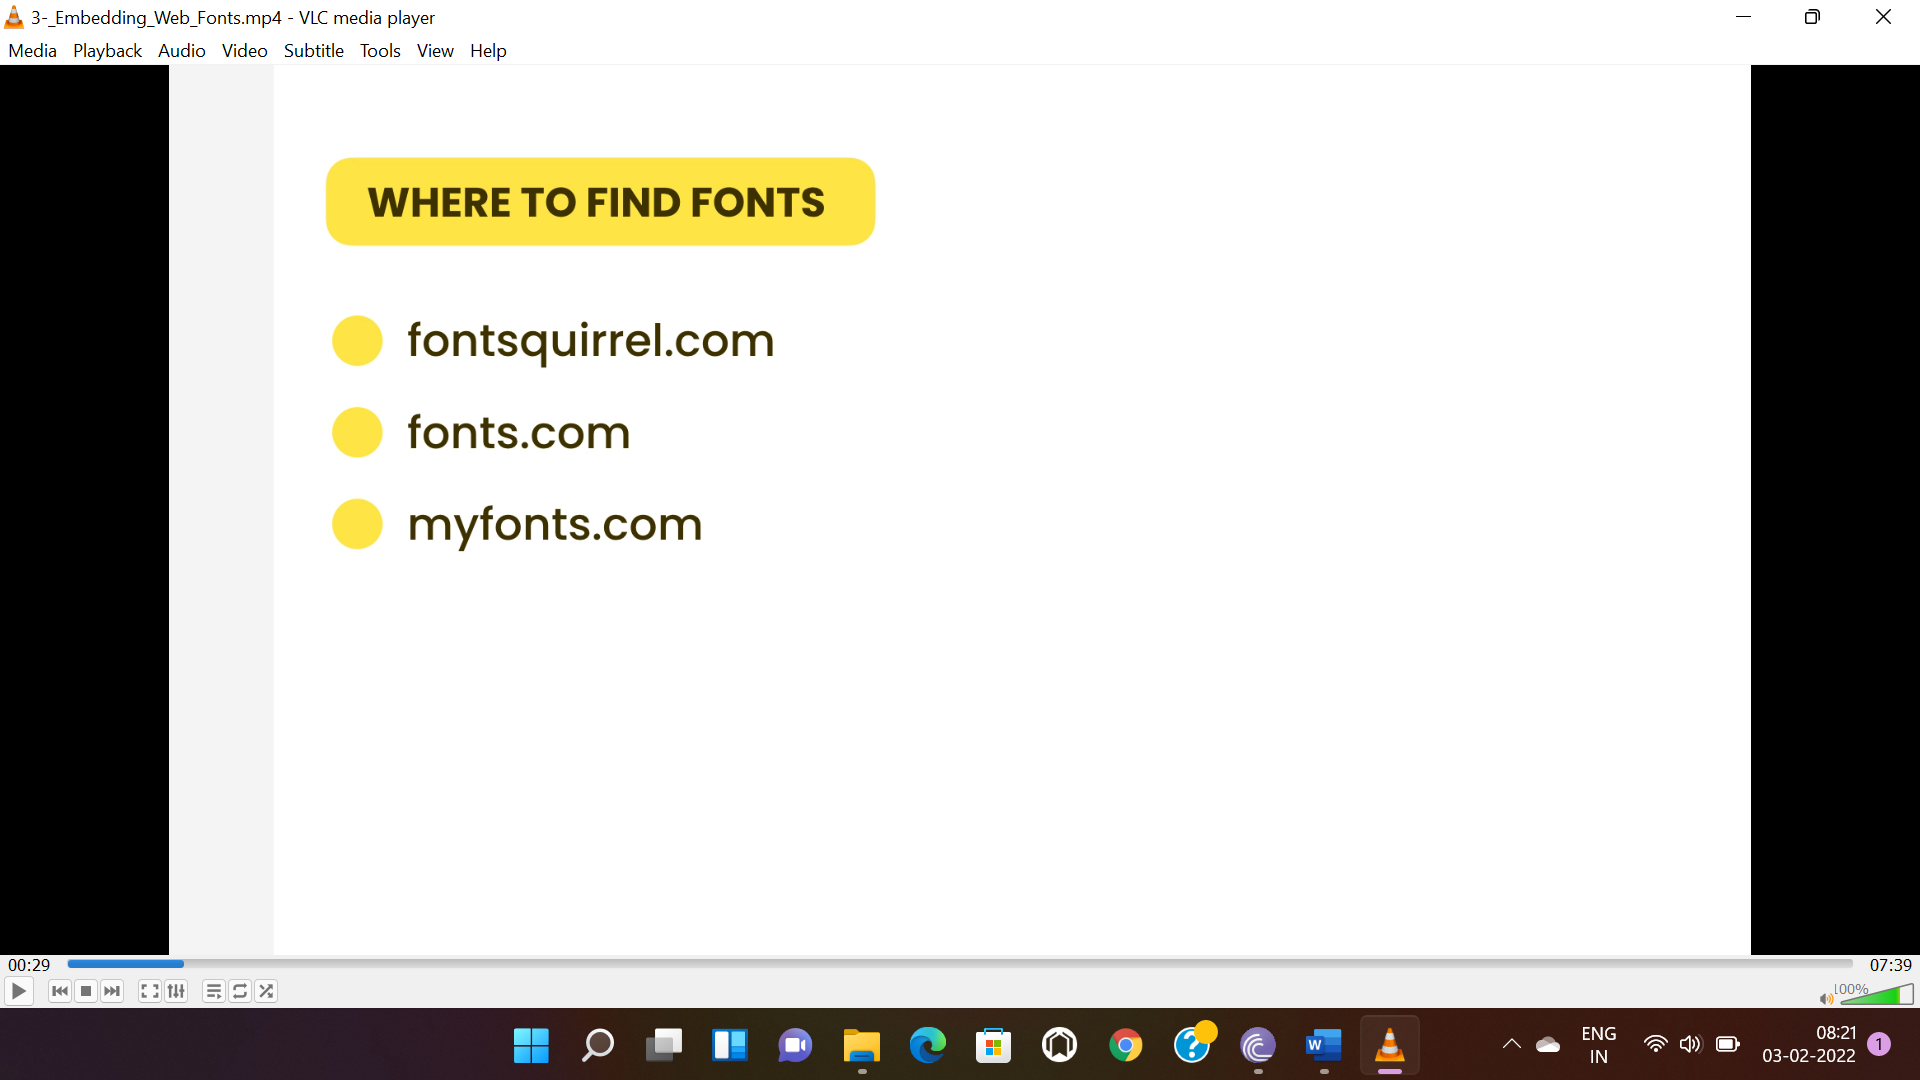 3-_Embedding_Web_Fonts.mp4 - VLC media player
Media Playback Audio Video Subtitle Tools View Help
WHERE TO FIND FONTS
fontsquirrel.com
fonts.com
myfonts.com
00:29
07:39
100%
W
?
ENG
IN
08:21
03-02-2022
1